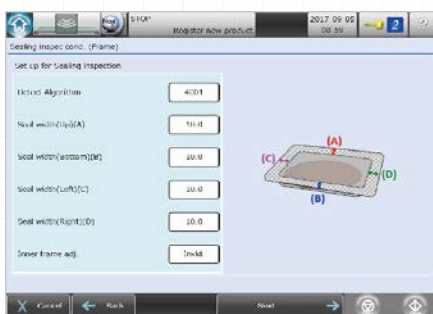 STOP
Register new product
2017 09 05
08 59
2
?
Sealing inspec cond. (Frame)
Set up for Sealing Inspection
Detect Algorithm
4001
Seal width(Up)(A)
10.0
Seal width(Bottom)(B)
10.0
Seal width(Left)(C)
10.0
Seal width(Right)(D)
10.0
Inner frame adj.
Invld.
(A)
(C)
(D)
(B)
Cancel
Back
Next